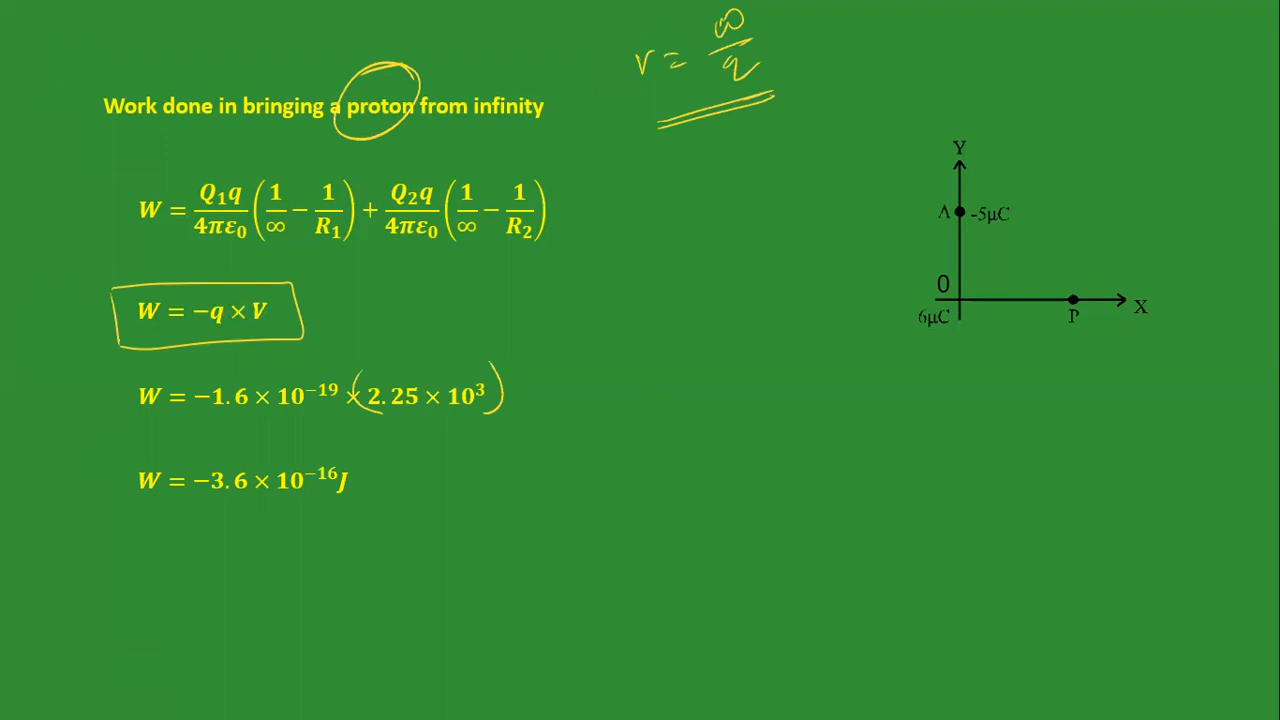 r = ∞/q
Work done in bringing a proton from infinity
W = Q₁q/4πε₀ (1/∞ − 1/R₁) + Q₂q/4πε₀ (1/∞ − 1/R₂)
W = −q × V
W = −1.6 × 10⁻¹⁹ × (2.25 × 10³)
W = −3.6 × 10⁻¹⁶J
Y
A -5μC
0
6μC P X